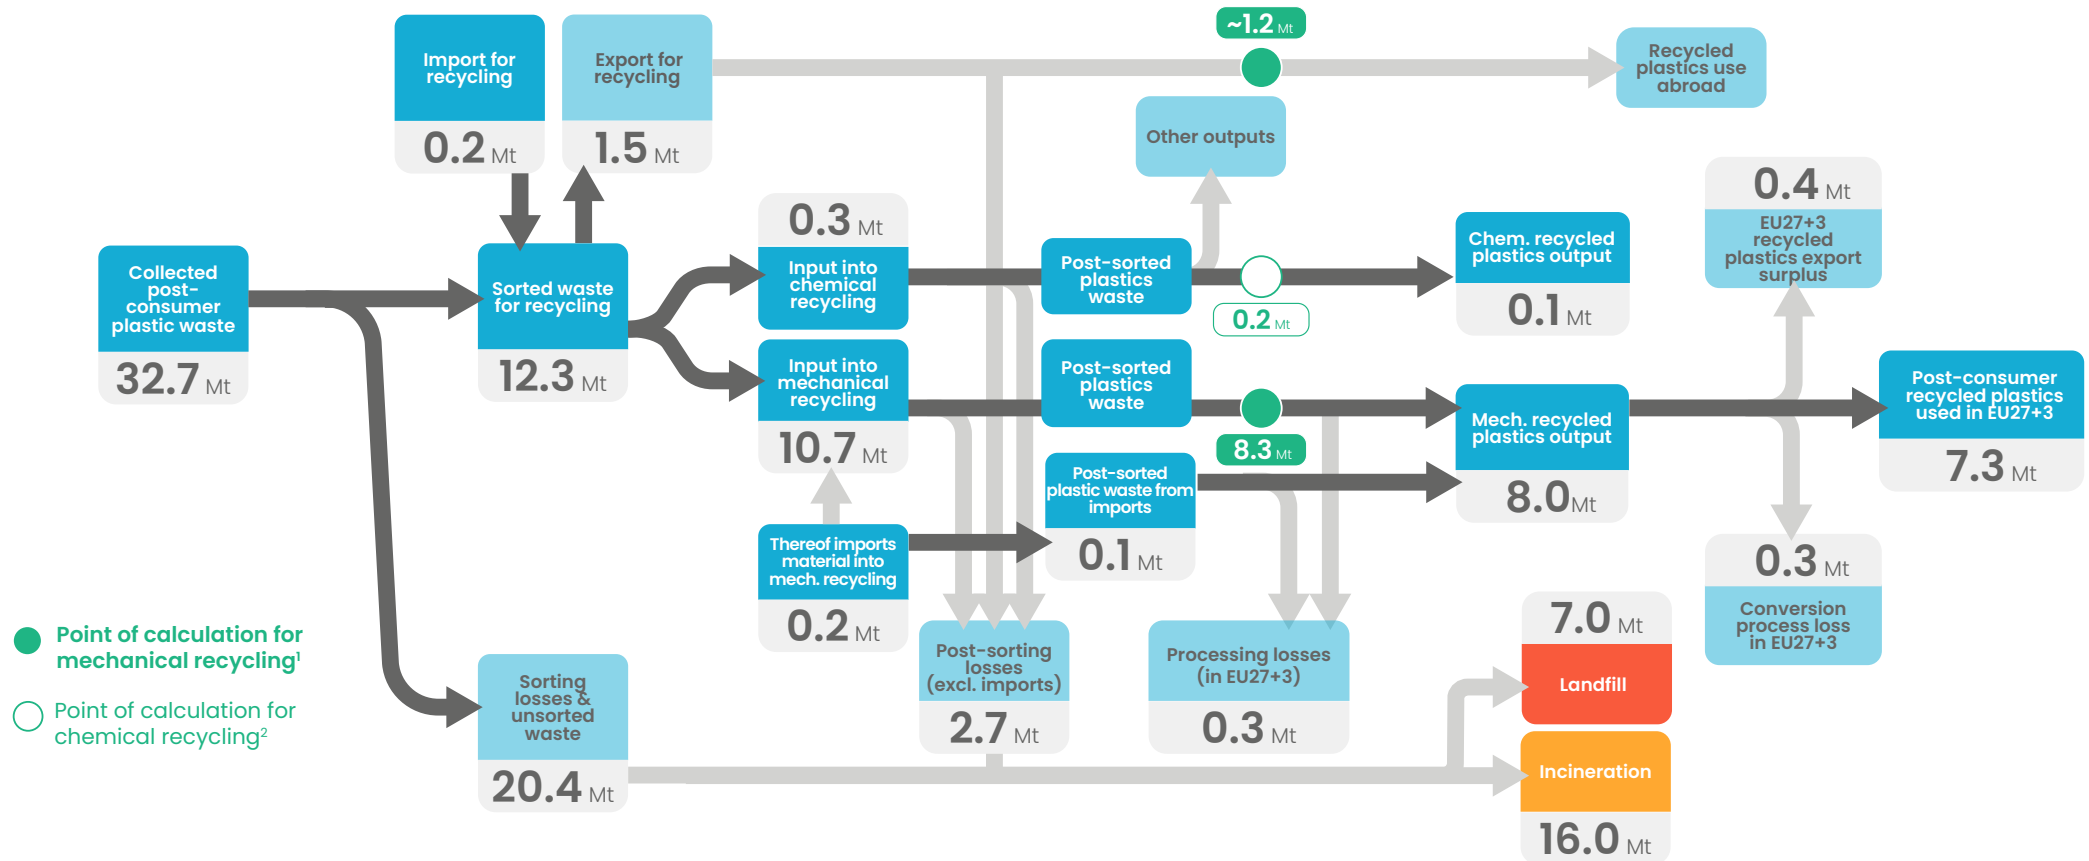 ~1.2 Mt
Import for
recycling
0.2 Mt
Export for
recycling
1.5 Mt
Recycled
plastics use
abroad
Other outputs
Collected
post-
consumer
plastic waste
32.7 Mt
Sorted waste
for recycling
12.3 Mt
0.3 Mt
Input into
chemical
recycling
Post-sorted
plastics
waste
0.2 Mt
Chem. recycled
plastics output
0.1 Mt
0.4 Mt
EU27+3
recycled
plastics export
surplus
Input into
mechanical
recycling
10.7 Mt
Post-sorted
plastics
waste
8.3 Mt
Mech. recycled
plastics output
8.0 Mt
Post-consumer
recycled plastics
used in EU27+3
7.3 Mt
Post-sorted
plastic waste from
imports
0.1 Mt
Thereof imports
material into
mech. recycling
0.2 Mt
0.3 Mt
Conversion
process loss
in EU27+3
Point of calculation for
mechanical recycling¹
Point of calculation for
chemical recycling²
Sorting
losses &
unsorted
waste
20.4 Mt
Post-sorting
losses
(excl. imports)
2.7 Mt
Processing losses
(in EU27+3)
0.3 Mt
7.0 Mt
Landfill
Incineration
16.0 Mt